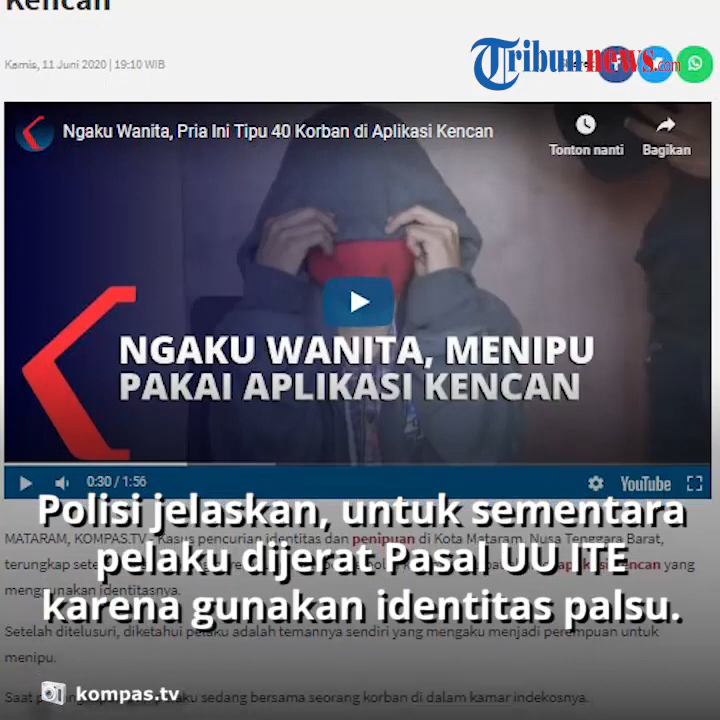 Kencan
Kamis, 11 Juni 2020 | 19:10 WIB
Tribunnews.com
Ngaku Wanita, Pria Ini Tipu 40 Korban di Aplikasi Kencan
Tonton nanti
Bagikan
NGAKU WANITA, MENIPU
PAKAI APLIKASI KENCAN
0:30 / 1:56
YouTube
Polisi jelaskan, untuk sementara
pelaku dijerat Pasal UU ITE
karena gunakan identitas palsu.
MATARAM, KOMPAS.TV - Kasus pencurian identitas dan penipuan di Kota Mataram, Nusa Tenggara Barat,
terungkap kencan yang
identitasnya.
Setelah ditelusuri, diketahui pelaku adalah temannya sendiri yang mengaku menjadi perempuan untuk
menipu.
Saat sedang bersama seorang korban di dalam kamar indekosnya.
kompas.tv